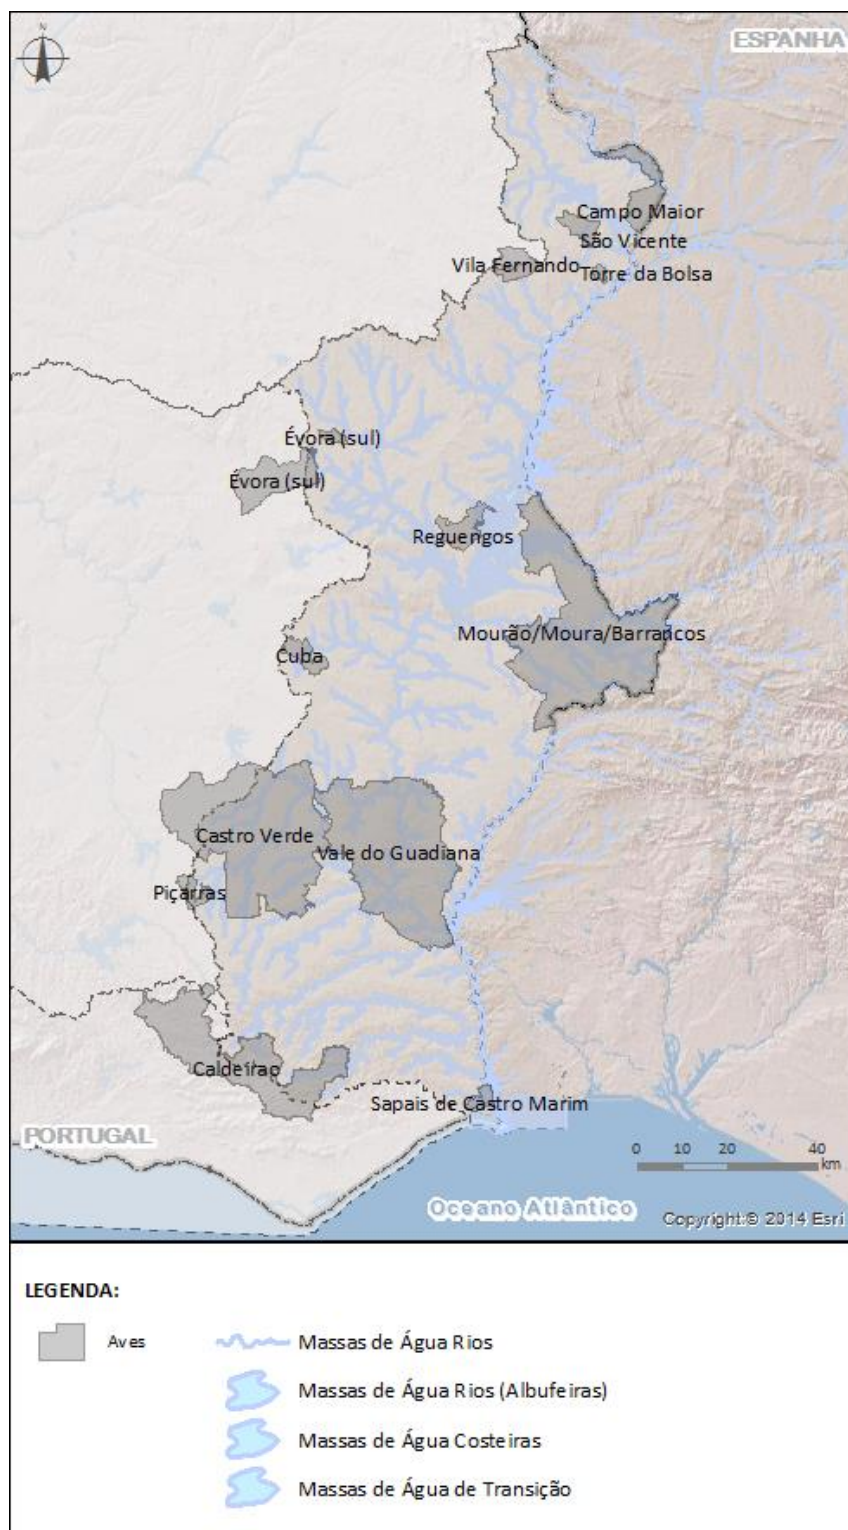 N
ESPANHA
Campo Maior
São Vicente
Vila Fernando
Torre da Bolsa
Évora (sul)
Évora (sul)
Reguengos
Mourão/Moura/Barrancos
Cuba
Castro Verde
Vale do Guadiana
Piçarras
Caldeirao
Sapais de Castro Marim
PORTUGAL
0 10 20 40
km
Oceano Atlântico
Copyright:© 2014 Esri
LEGENDA:
Aves
Massas de Água Rios
Massas de Água Rios (Albufeiras)
Massas de Água Costeiras
Massas de Água de Transição